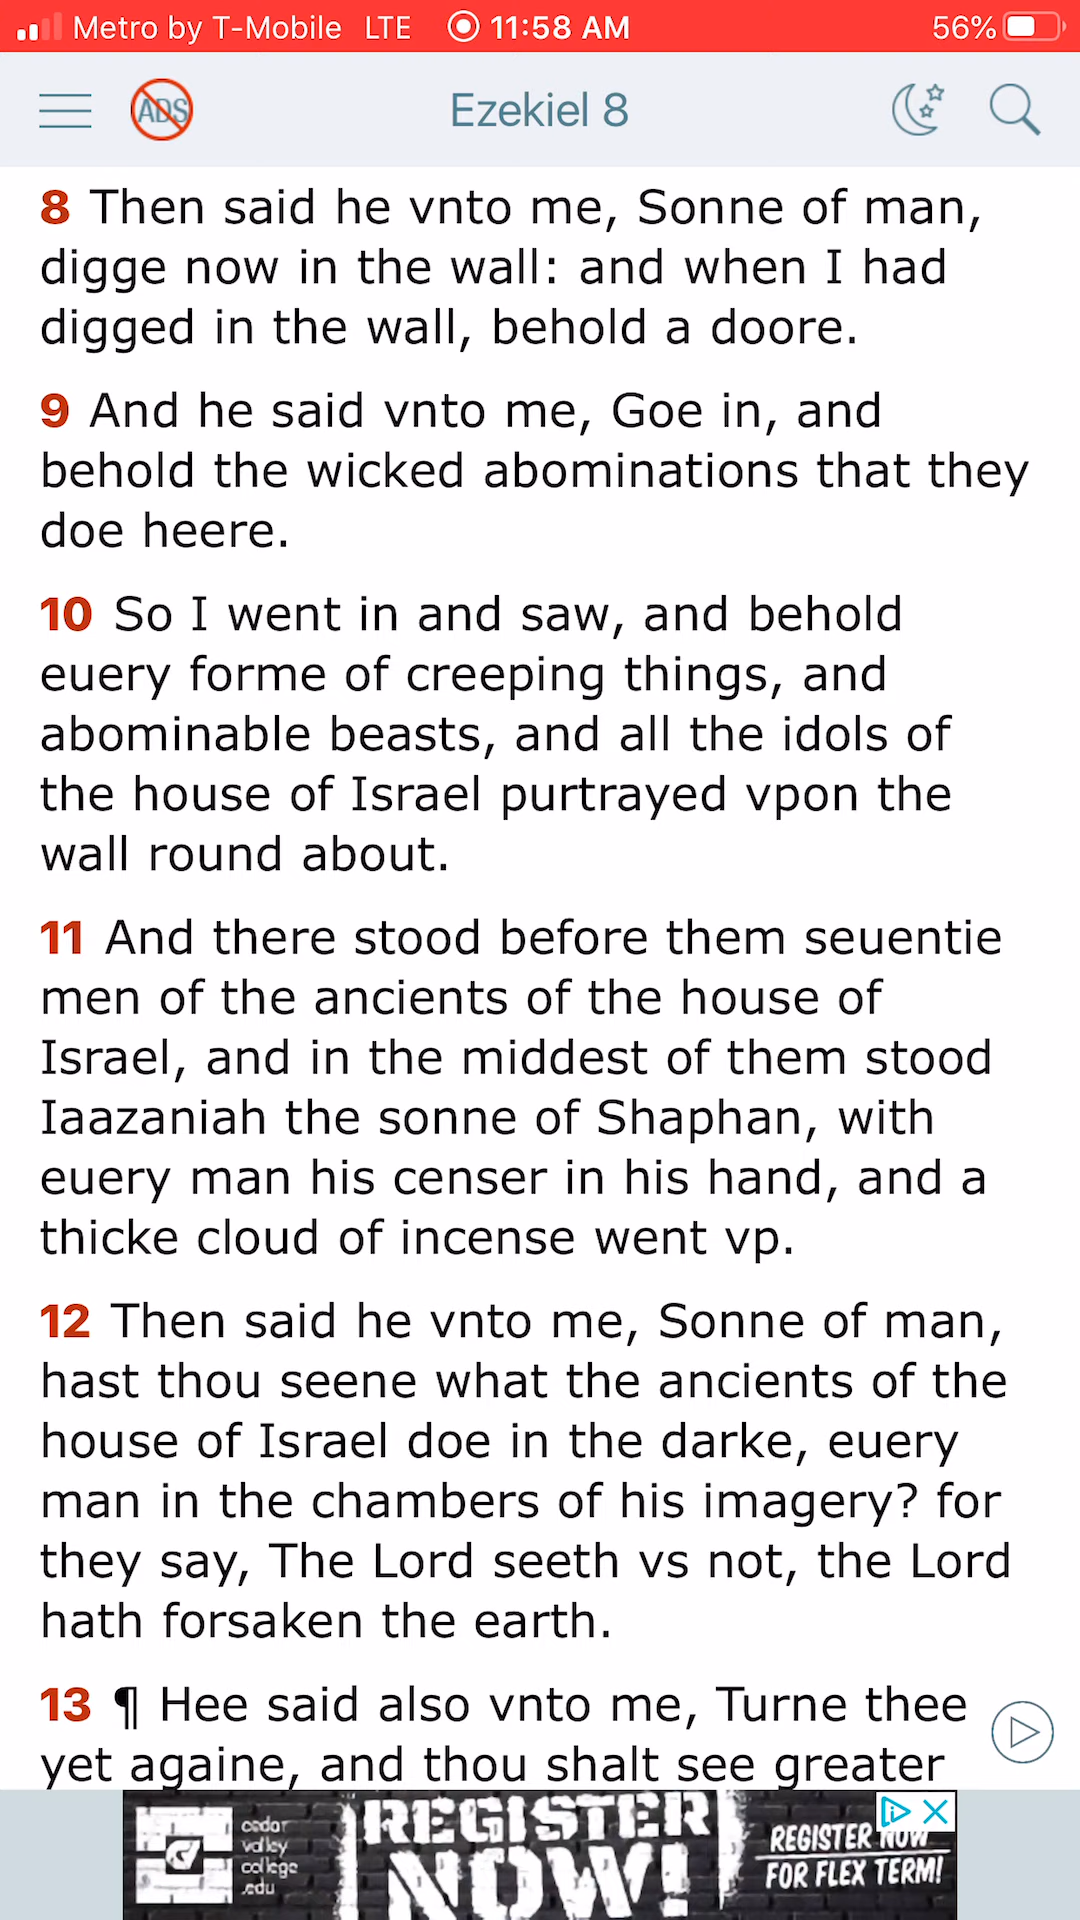 Metro by T-Mobile LTE 11:58 AM 56%
ADS Ezekiel 8
8 Then said he vnto me, Sonne of man,
digge now in the wall: and when I had
digged in the wall, behold a doore.
9 And he said vnto me, Goe in, and
behold the wicked abominations that they
doe heere.
10 So I went in and saw, and behold
euery forme of creeping things, and
abominable beasts, and all the idols of
the house of Israel purtrayed vpon the
wall round about.
11 And there stood before them seuentie
men of the ancients of the house of
Israel, and in the middest of them stood
Iaazaniah the sonne of Shaphan, with
euery man his censer in his hand, and a
thicke cloud of incense went vp.
12 Then said he vnto me, Sonne of man,
hast thou seene what the ancients of the
house of Israel doe in the darke, euery
man in the chambers of his imagery? for
they say, The Lord seeth vs not, the Lord
hath forsaken the earth.
13 ¶ Hee said also vnto me, Turne thee
yet againe, and thou shalt see greater
cedar
valley
college
.edu
REGISTER
NOW!
REGISTER NOW
FOR FLEX TERM!